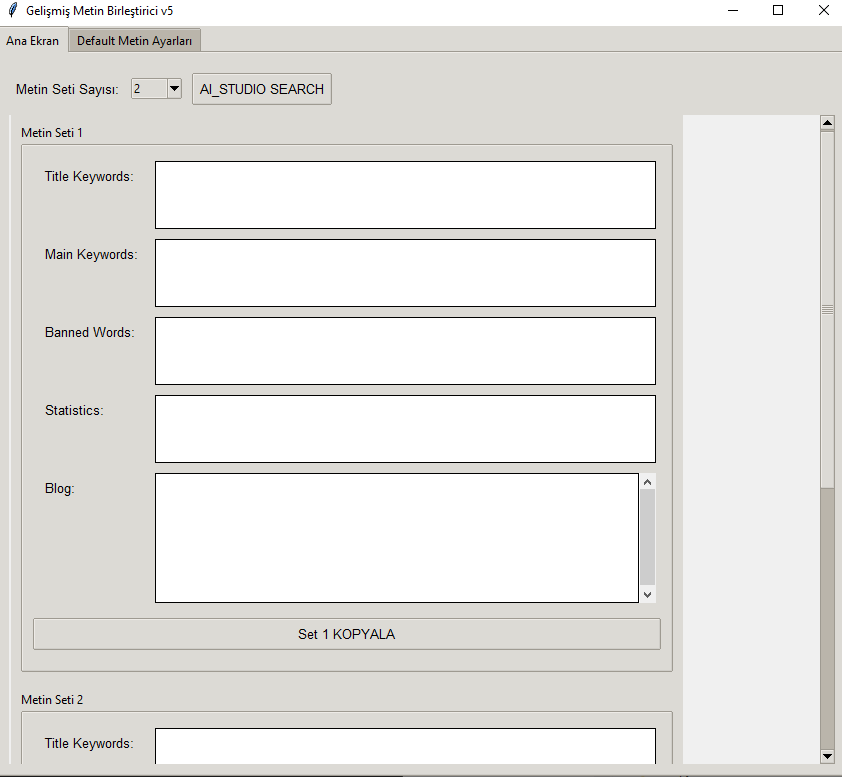 Gelişmiş Metin Birleştirici v5
Ana Ekran Default Metin Ayarları
Metin Seti Sayısı: 2 AI_STUDIO SEARCH
Metin Seti 1
Title Keywords:
Main Keywords:
Banned Words:
Statistics:
Blog:
Set 1 KOPYALA
Metin Seti 2
Title Keywords: